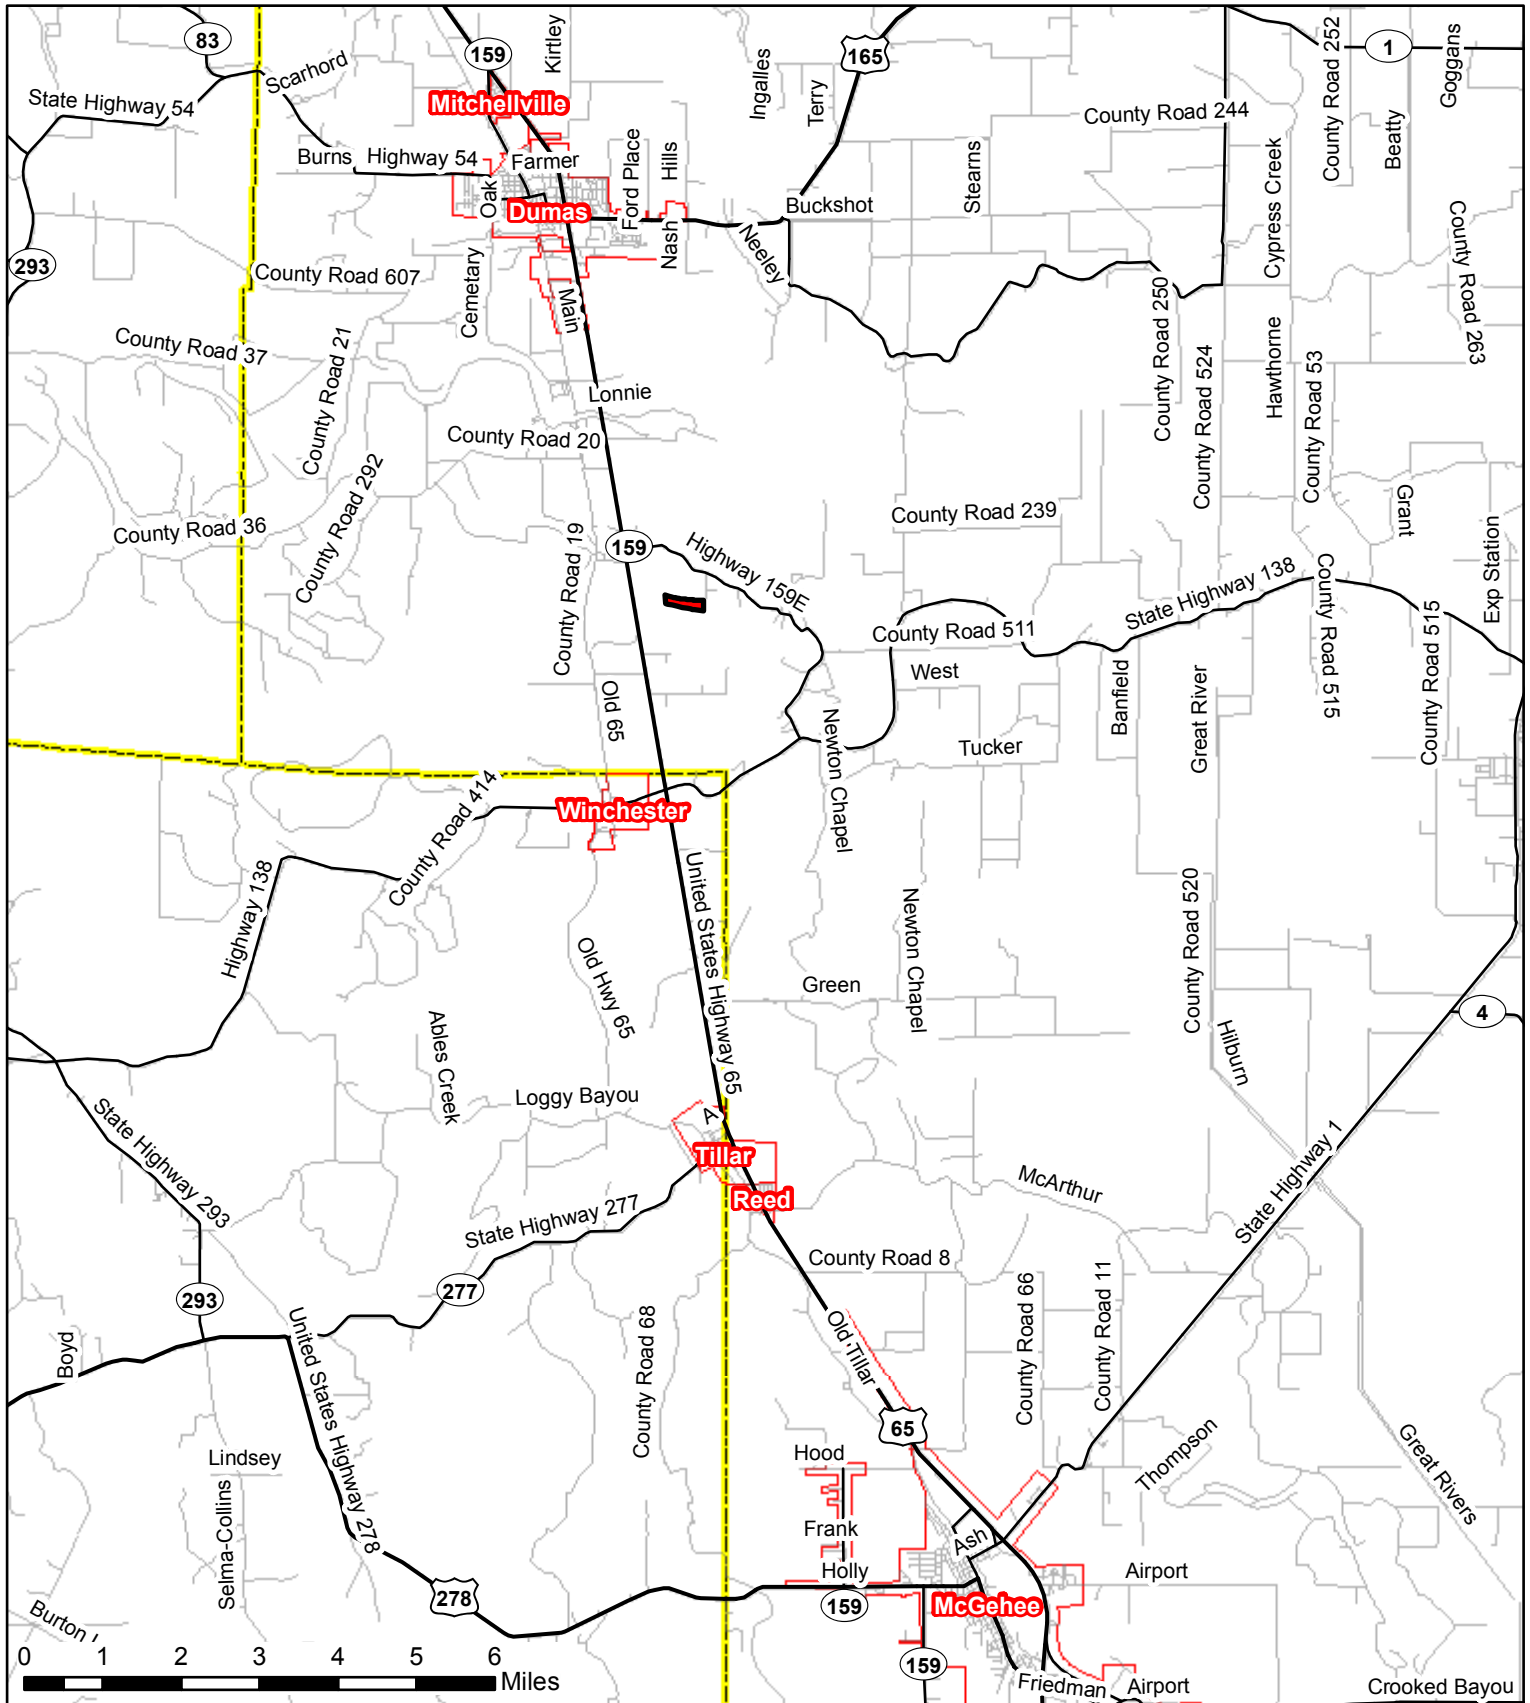 83
159
Kirtley
Ingalles
Terry
165
County Road 252
1
Goggans
Scarhord
State Highway 54
Mitchellville
County Road 244
Beatty
Burns
Highway 54
Farmer
Ford Place
Hills
Stearns
Cypress Creek
Oak
Dumas
Nash
Buckshot
Neeley
County Road 263
293
County Road 607
Cemetary
Main
County Road 250
County Road 37
County Road 21
Lonnie
County Road 524
Hawthorne
County Road 53
County Road 20
County Road 292
County Road 36
County Road 19
159
Highway 159E
County Road 239
Grant
Exp Station
State Highway 138
County Road 515
County Road 511
County Road 515
West
Banfield
Great River
Old 65
Newton Chapel
Tucker
County Road 414
Winchester
Highway 138
United States Highway 65
Newton Chapel
County Road 520
Old Hwy 65
Green
4
Ables Creek
Hilburn
Loggy Bayou
A
State Highway 293
Tillar
Reed
McArthur
State Highway 1
State Highway 277
County Road 8
277
293
County Road 66
County Road 11
Boyd
United States Highway 278
County Road 68
Old Tillar
65
Lindsey
Hood
Thompson
Great Rivers
Selma-Collins
Frank
Ash
Holly
Airport
278
159
McGehee
Burton
159
Friedman
Airport
Crooked Bayou
0 1 2 3 4 5 6
Miles